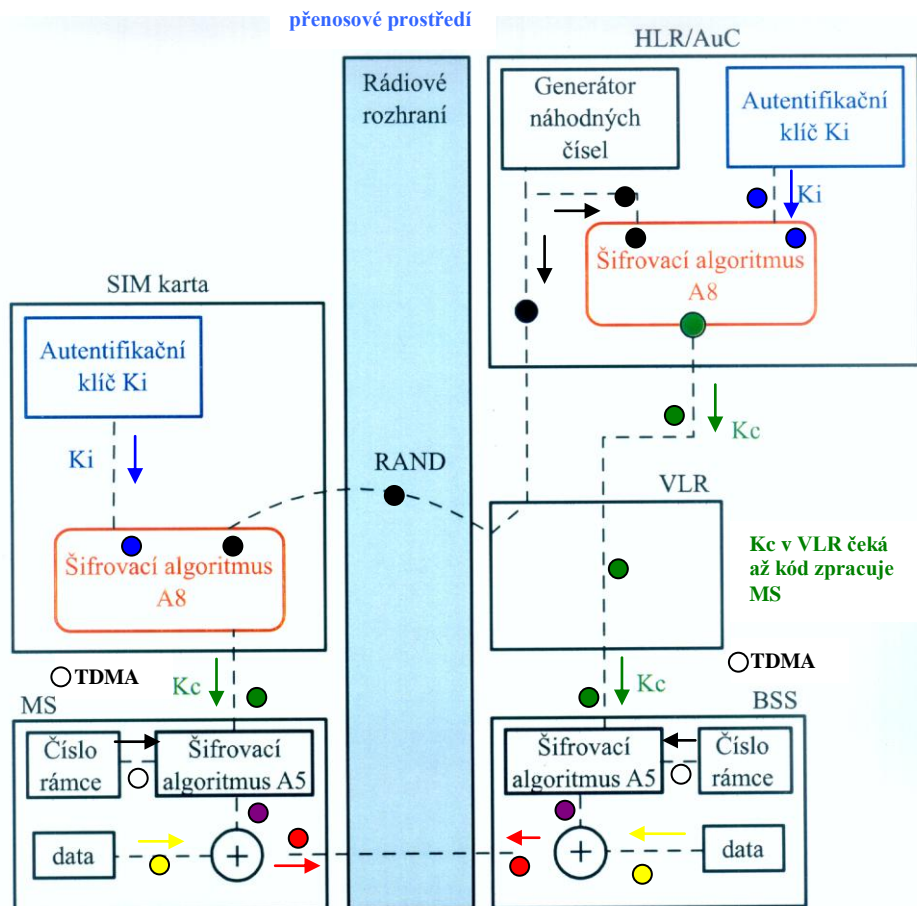 přenosové prostředí
HLR/AuC
Rádiové
rozhraní
Generátor
náhodných
čísel
Autentifikační
klíč Ki
Ki
Šifrovací algoritmus
A8
SIM karta
Autentifikační
klíč Ki
Ki
Kc
RAND
VLR
Kc v VLR čeká
až kód zpracuje
MS
Šifrovací algoritmus
A8
TDMA
TDMA
Kc
Kc
MS
BSS
Číslo
rámce
Šifrovací
algoritmus A5
Šifrovací
algoritmus A5
Číslo
rámce
data
+
+
data